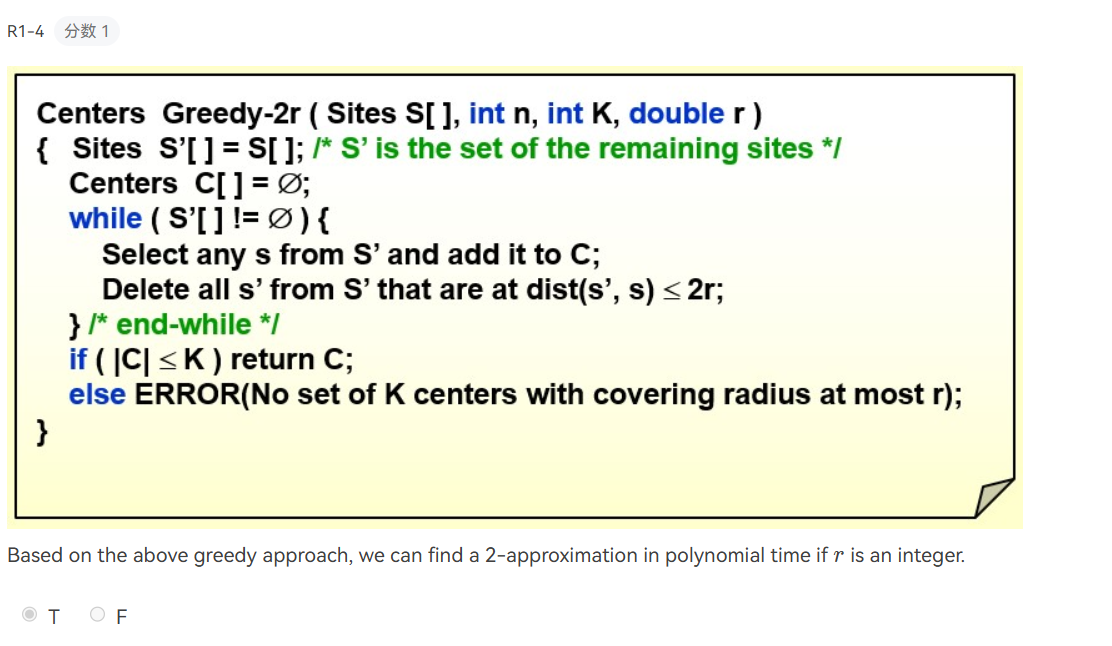 R1-4 分数 1
Centers Greedy-2r ( Sites S[ ], int n, int K, double r )
{ Sites S’[ ] = S[ ]; /* S’ is the set of the remaining sites */
Centers C[ ] = ∅;
while ( S’[ ] != ∅ ) {
Select any s from S’ and add it to C;
Delete all s’ from S’ that are at dist(s’, s) ≤ 2r;
} /* end-while */
if ( |C| ≤ K ) return C;
else ERROR(No set of K centers with covering radius at most r);
}
Based on the above greedy approach, we can find a 2-approximation in polynomial time if r is an integer.
T F